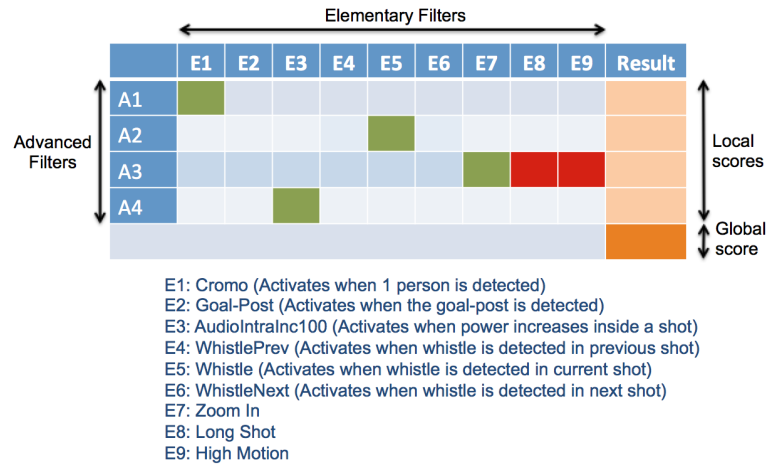 Elementary Filters
E1 E2 E3 E4 E5 E6 E7 E8 E9 Result
A1
A2
A3
A4
Advanced
Filters
Local
scores
Global
score
E1: Cromo (Activates when 1 person is detected)
E2: Goal-Post (Activates when the goal-post is detected)
E3: AudioIntraInc100 (Activates when power increases inside a shot)
E4: WhistlePrev (Activates when whistle is detected in previous shot)
E5: Whistle (Activates when whistle is detected in current shot)
E6: WhistleNext (Activates when whistle is detected in next shot)
E7: Zoom In
E8: Long Shot
E9: High Motion